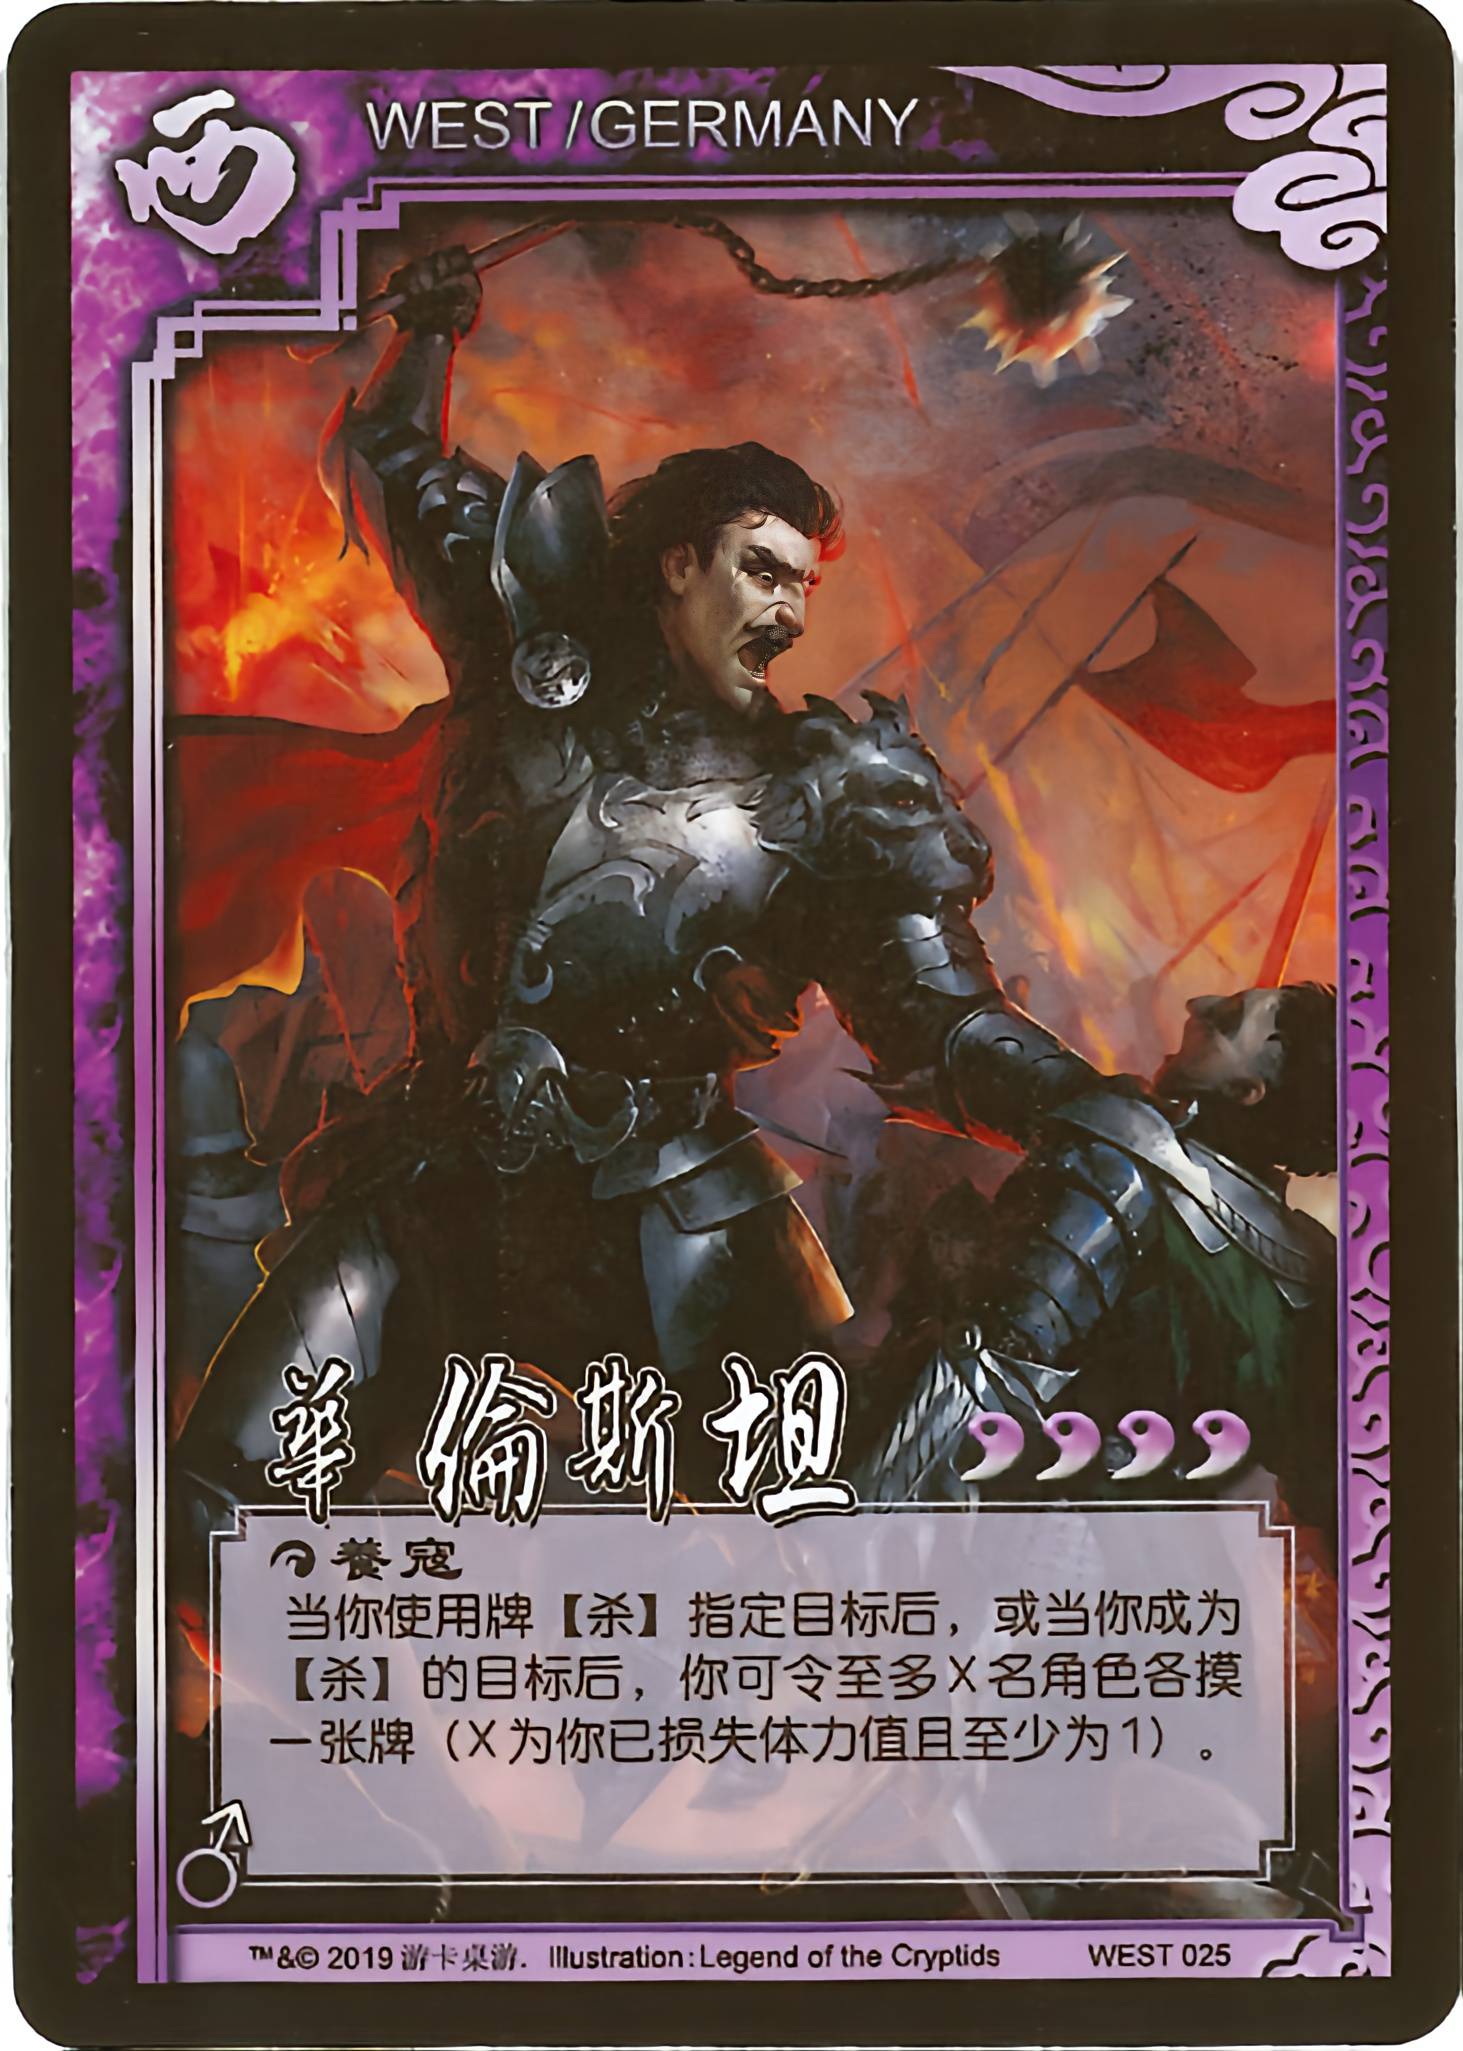 西
WEST/GERMANY
華倫斯坦
養寇
当你使用牌【杀】指定目标后，或当你成为
【杀】的目标后，你可令至多X名角色各摸
一张牌（X为你已损失体力值且至少为1）。
™&© 2019 游卡桌游. Illustration:Legend of the Cryptids
WEST 025